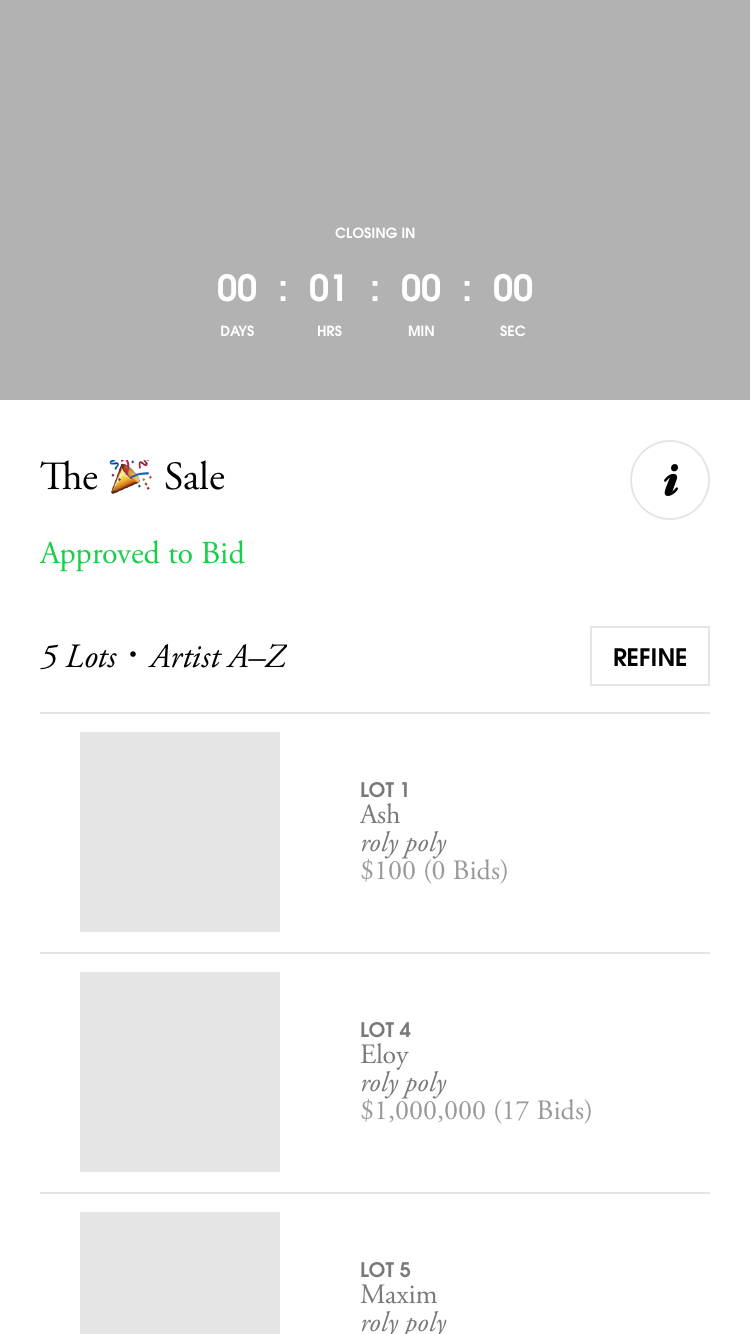 CLOSING IN
00 : 01 : 00 : 00
DAYS HRS MIN SEC
The 🎉 Sale
i
Approved to Bid
5 Lots • Artist A–Z
REFINE
LOT 1
Ash
roly poly
$100 (0 Bids)
LOT 4
Eloy
roly poly
$1,000,000 (17 Bids)
LOT 5
Maxim
roly poly